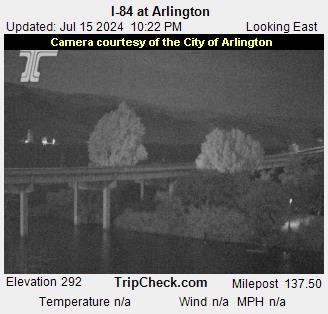 I-84 at Arlington
Updated: Jul 15 2024 10:22 PM Looking East
Camera courtesy of the City of Arlington
Elevation 292 TripCheck.com Milepost 137.50
Temperature n/a Wind n/a MPH n/a